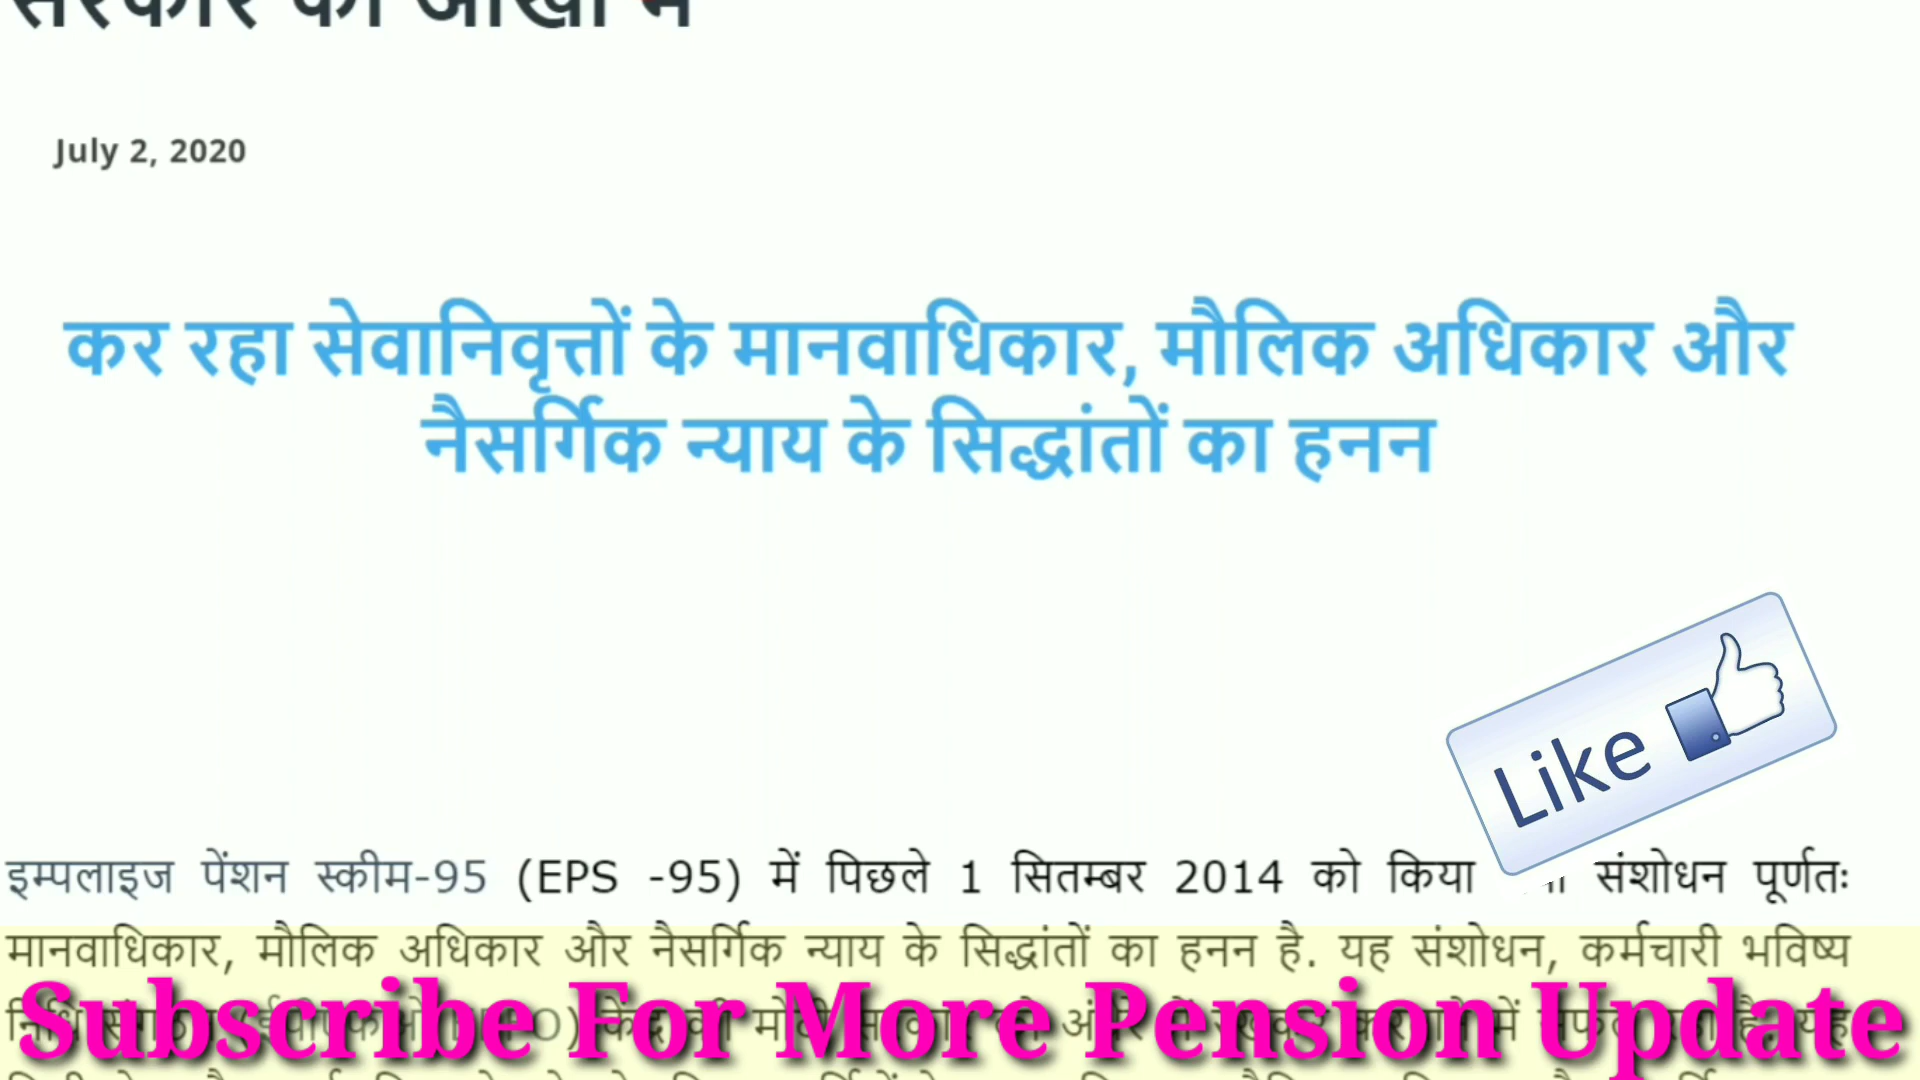 सरकार की आंखों में
July 2, 2020
कर रहा सेवानिवृत्तों के मानवाधिकार, मौलिक अधिकार और
नैसर्गिक न्याय के सिद्धांतों का हनन
Like
इम्पलाइज पेंशन स्कीम-95 (EPS -95) में पिछले 1 सितम्बर 2014 को किया संशोधन पूर्णतः
मानवाधिकार, मौलिक अधिकार और नैसर्गिक न्याय के सिद्धांतों का हनन है. यह संशोधन, कर्मचारी भविष्य
Subscribe For More Pension Update